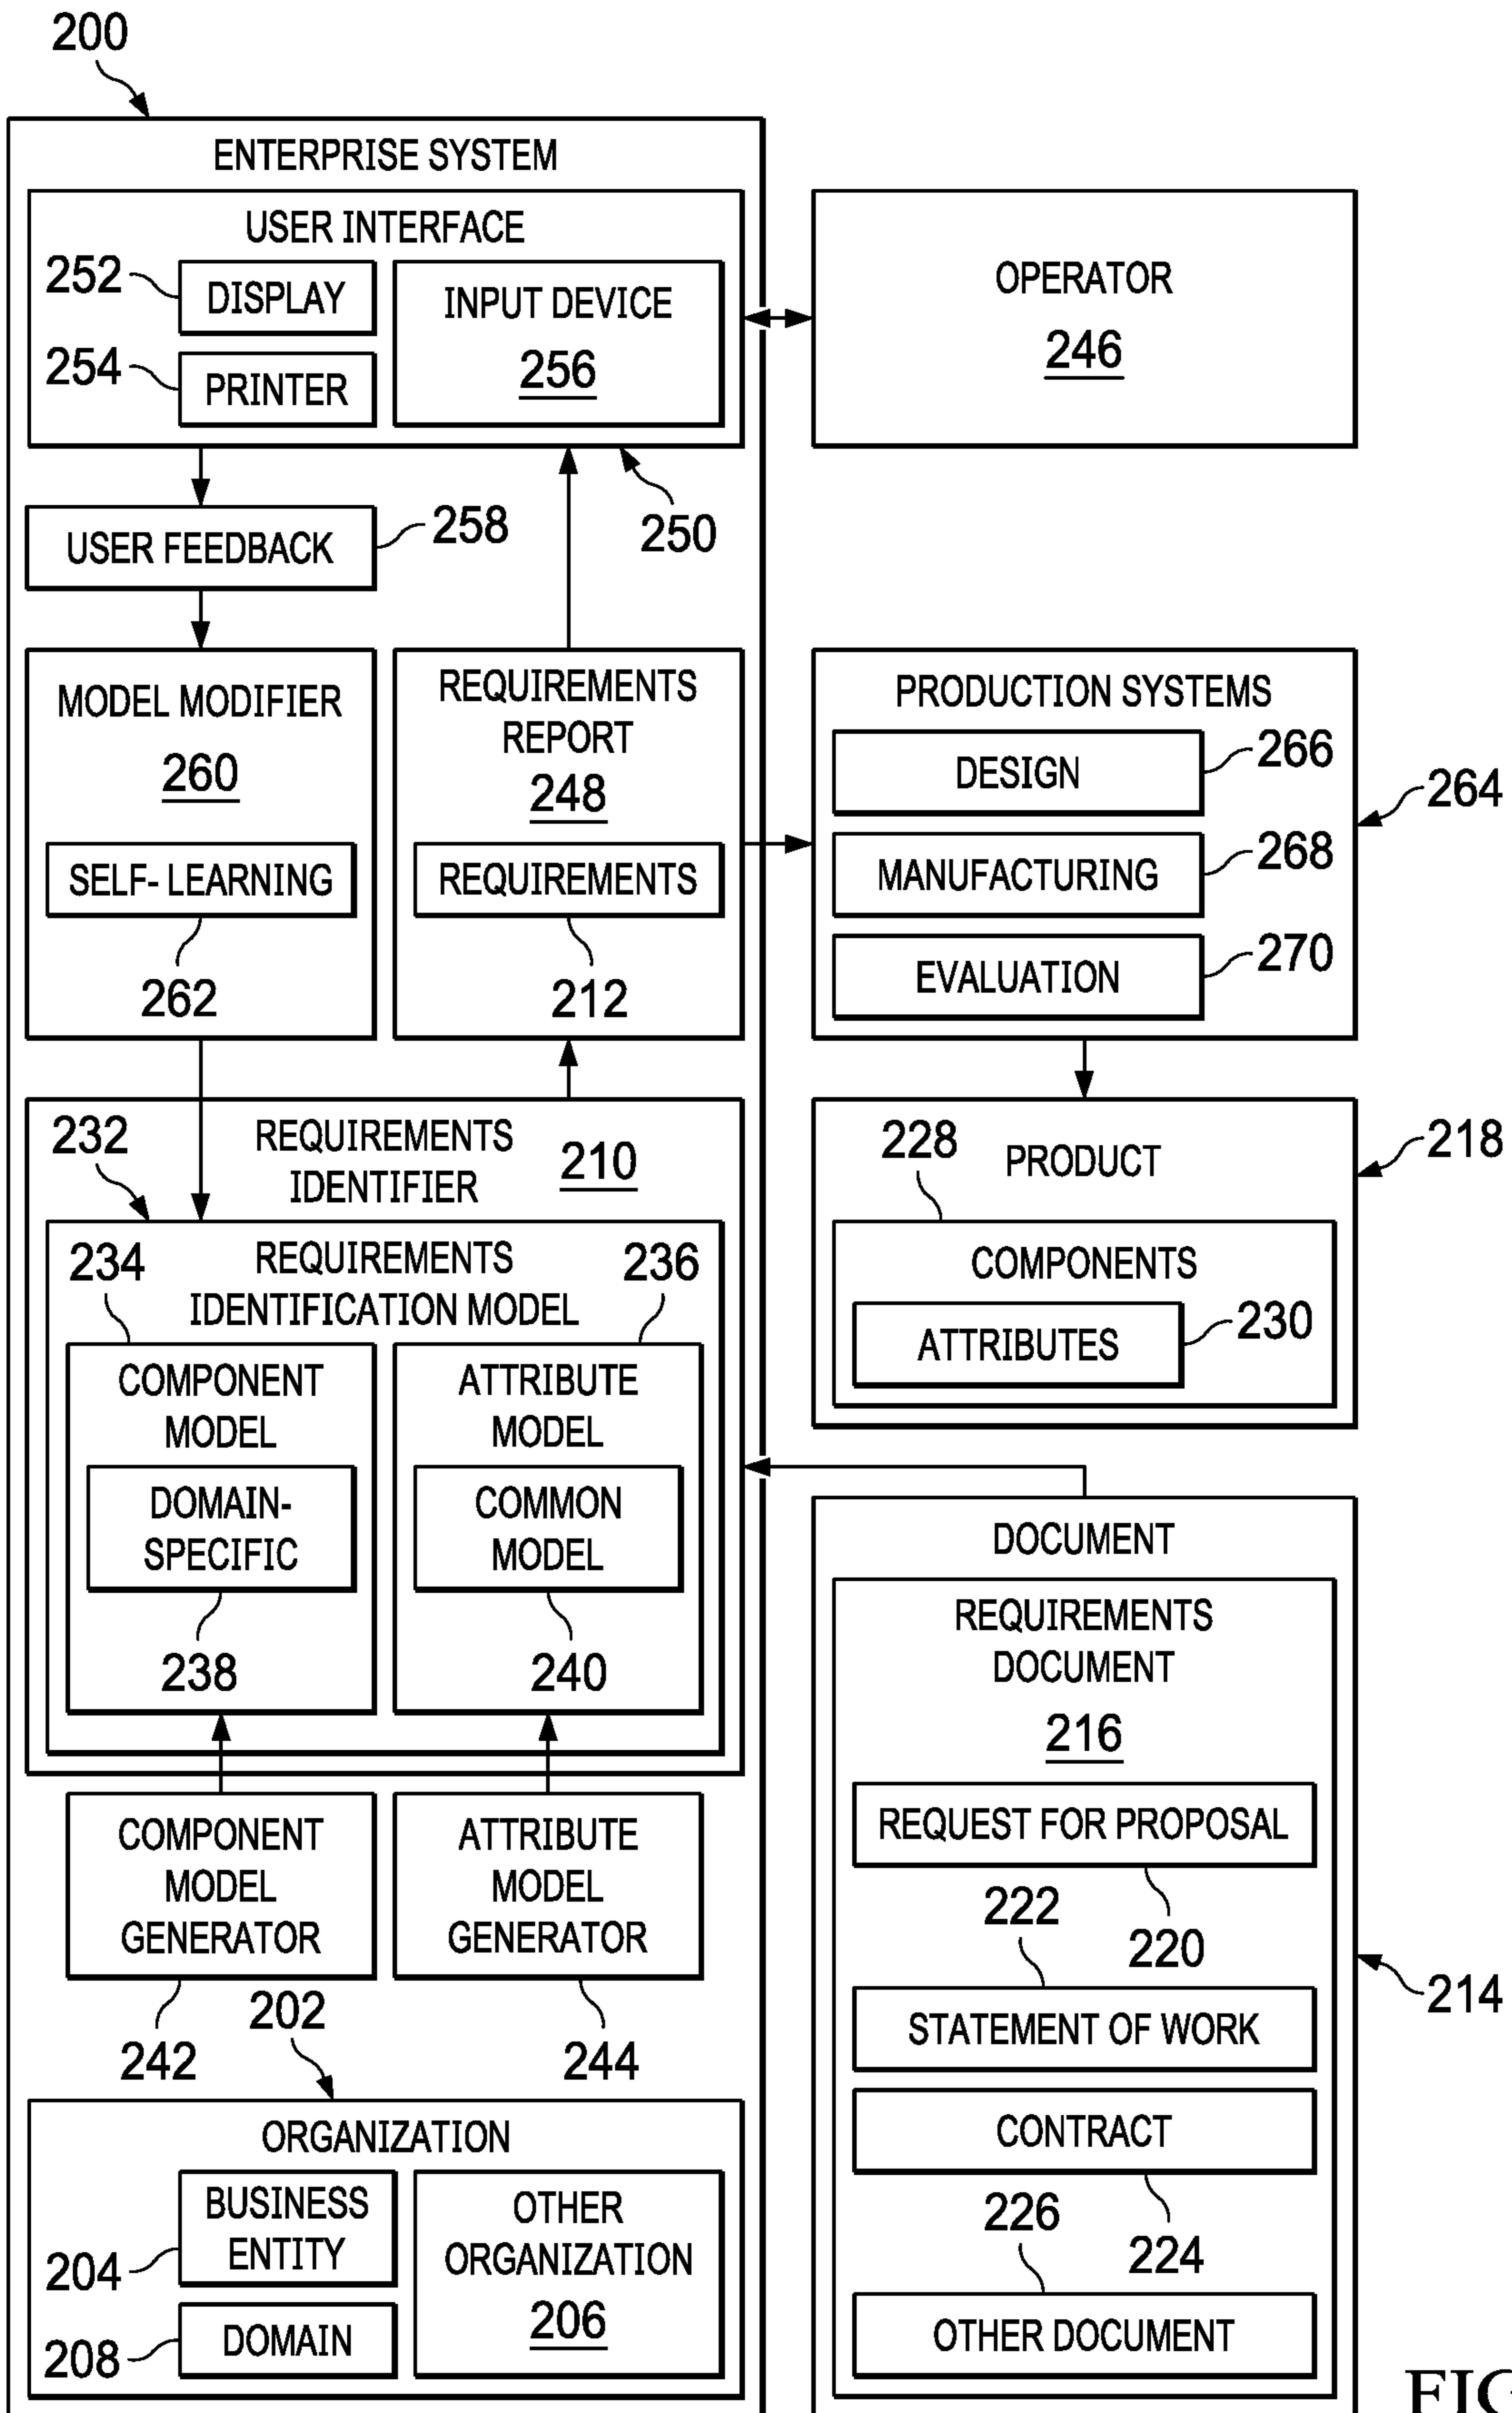 200
ENTERPRISE SYSTEM
USER INTERFACE
252
DISPLAY
254
PRINTER
INPUT DEVICE
256
OPERATOR
246
USER FEEDBACK
258
250
MODEL MODIFIER
260
SELF- LEARNING
262
REQUIREMENTS
REPORT
248
REQUIREMENTS
212
PRODUCTION SYSTEMS
DESIGN
266
MANUFACTURING
268
EVALUATION
270
264
232
REQUIREMENTS
IDENTIFIER
210
REQUIREMENTS
IDENTIFICATION MODEL
234
236
COMPONENT
MODEL
DOMAIN-
SPECIFIC
238
ATTRIBUTE
MODEL
COMMON
MODEL
240
228
PRODUCT
218
COMPONENTS
ATTRIBUTES
230
COMPONENT
MODEL
GENERATOR
242
ATTRIBUTE
MODEL
GENERATOR
244
202
ORGANIZATION
BUSINESS
ENTITY
204
DOMAIN
208
OTHER
ORGANIZATION
206
DOCUMENT
REQUIREMENTS
DOCUMENT
216
REQUEST FOR PROPOSAL
220
222
STATEMENT OF WORK
CONTRACT
224
226
OTHER DOCUMENT
214